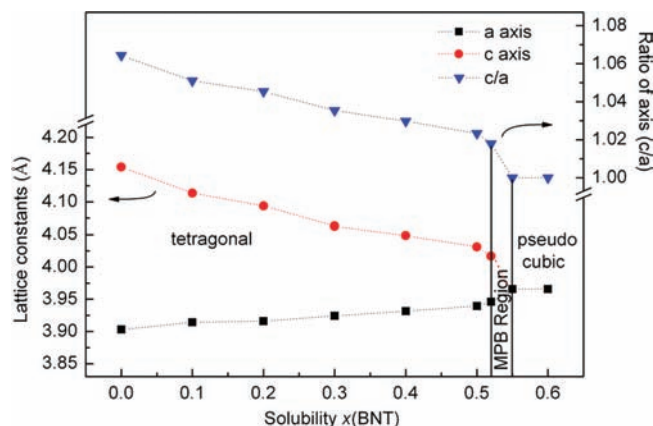 a axis
c axis
c/a
1.08
1.06
1.04
1.02
1.00
Ratio of axis (c/a)
4.20
4.15
4.10
4.05
4.00
3.95
3.90
3.85
Lattice constants (Å)
tetragonal
MPB Region
pseudo
cubic
0.0 0.1 0.2 0.3 0.4 0.5 0.6
Solubility x(BNT)